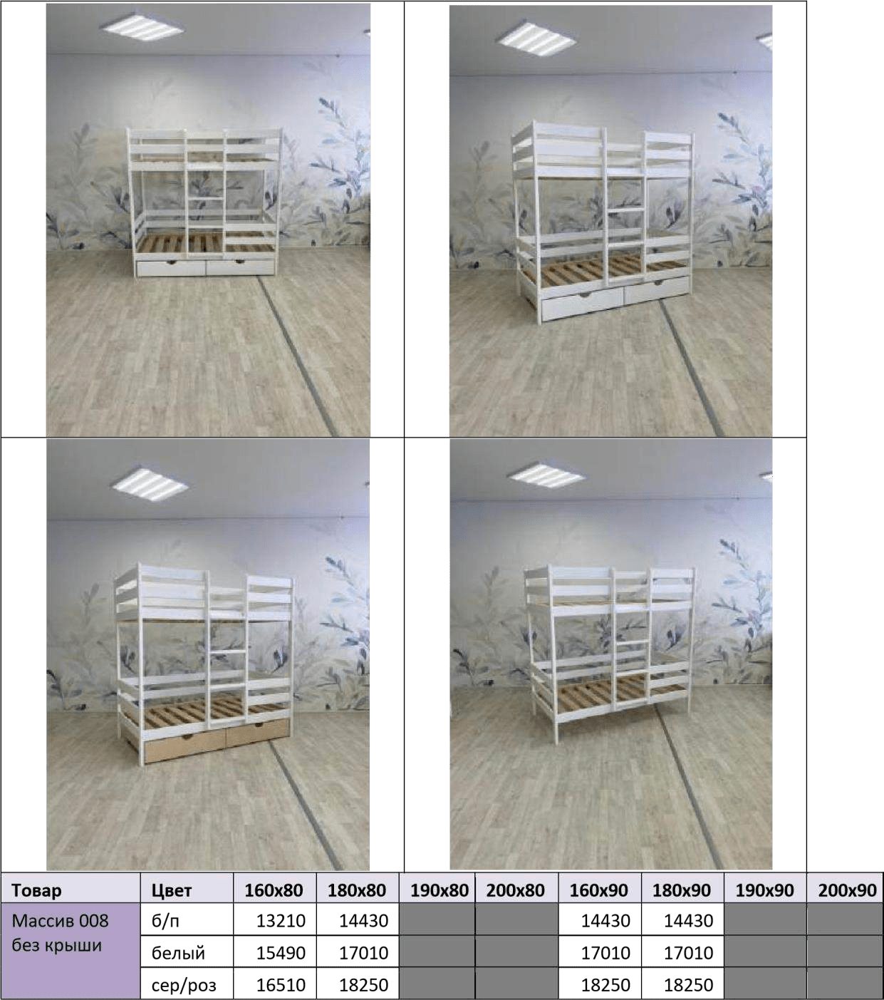 Товар Цвет 160х80 180х80 190х80 200х80 160х90 180х90 190х90 200х90
Массив 008 б/п 13210 14430 14430 14430
без крыши
белый 15490 17010 17010 17010
сер/роз 16510 18250 18250 18250